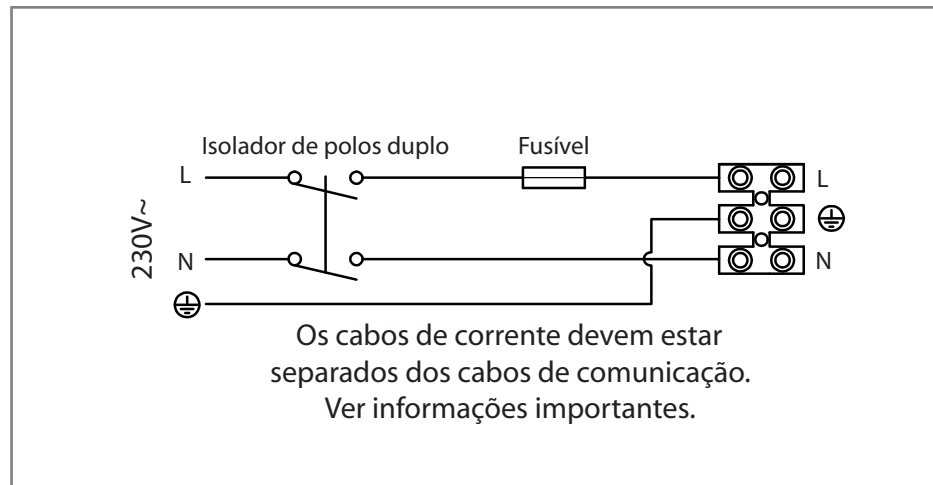 Isolador de polos duplo
Fusível
L
L
230V~
N
N
Os cabos de corrente devem estar
separados dos cabos de comunicação.
Ver informações importantes.